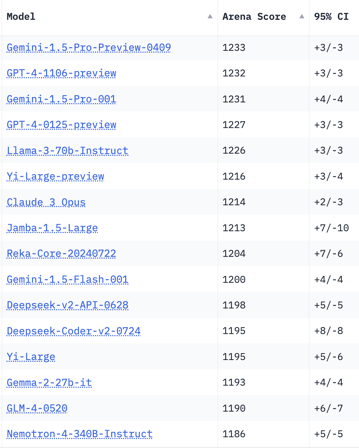 Model ▲ Arena Score ▲ 95% CI
Gemini-1.5-Pro-Preview-0409 1233 +3/-3
GPT-4-1106-preview 1232 +3/-3
Gemini-1.5-Pro-001 1231 +4/-4
GPT-4-0125-preview 1227 +3/-3
Llama-3-70b-Instruct 1226 +3/-3
Yi-Large-preview 1216 +3/-4
Claude 3 Opus 1214 +2/-3
Jamba-1.5-Large 1213 +7/-10
Reka-Core-20240722 1204 +7/-6
Gemini-1.5-Flash-001 1200 +4/-4
Deepseek-v2-API-0628 1198 +5/-5
Deepseek-Coder-v2-0724 1195 +8/-8
Yi-Large 1195 +5/-6
Gemma-2-27b-it 1193 +4/-4
GLM-4-0520 1190 +6/-7
Nemotron-4-340B-Instruct 1186 +5/-5